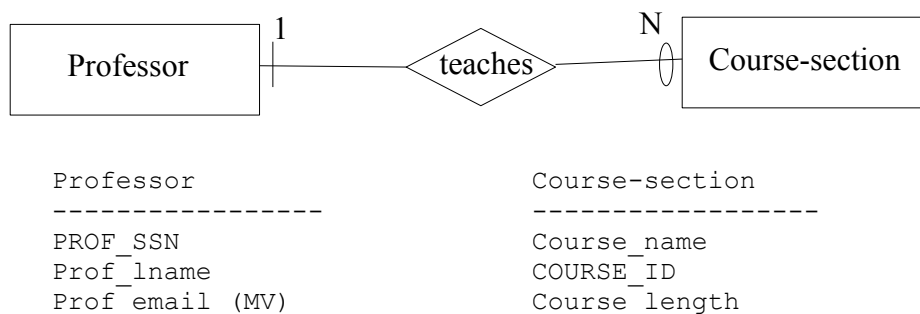 1
N
Professor
teaches
Course-section
Professor Course-section
------------------ -------------------
PROF_SSN Course_name
Prof_lname COURSE_ID
Prof_email (MV) Course_length